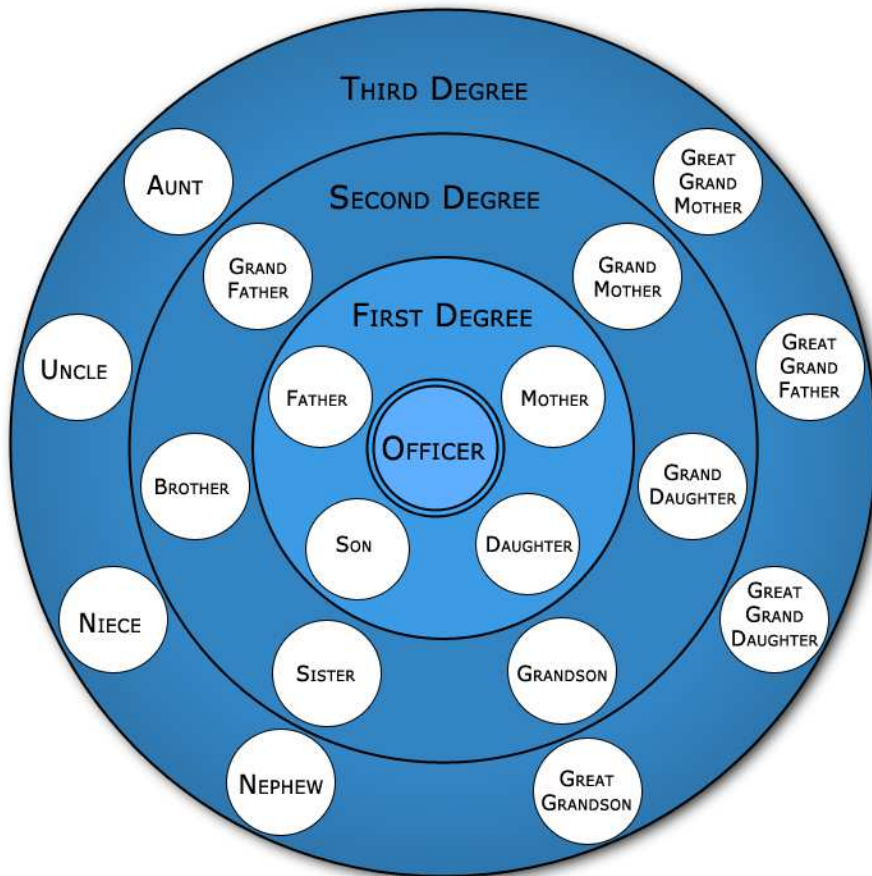 THIRD DEGREE
AUNT
GREAT
GRAND
MOTHER
SECOND DEGREE
GRAND
FATHER
GRAND
MOTHER
FIRST DEGREE
UNCLE
GREAT
GRAND
FATHER
FATHER
MOTHER
OFFICER
BROTHER
GRAND
DAUGHTER
SON
DAUGHTER
NIECE
GREAT
GRAND
DAUGHTER
SISTER
GRANDSON
NEPHEW
GREAT
GRANDSON